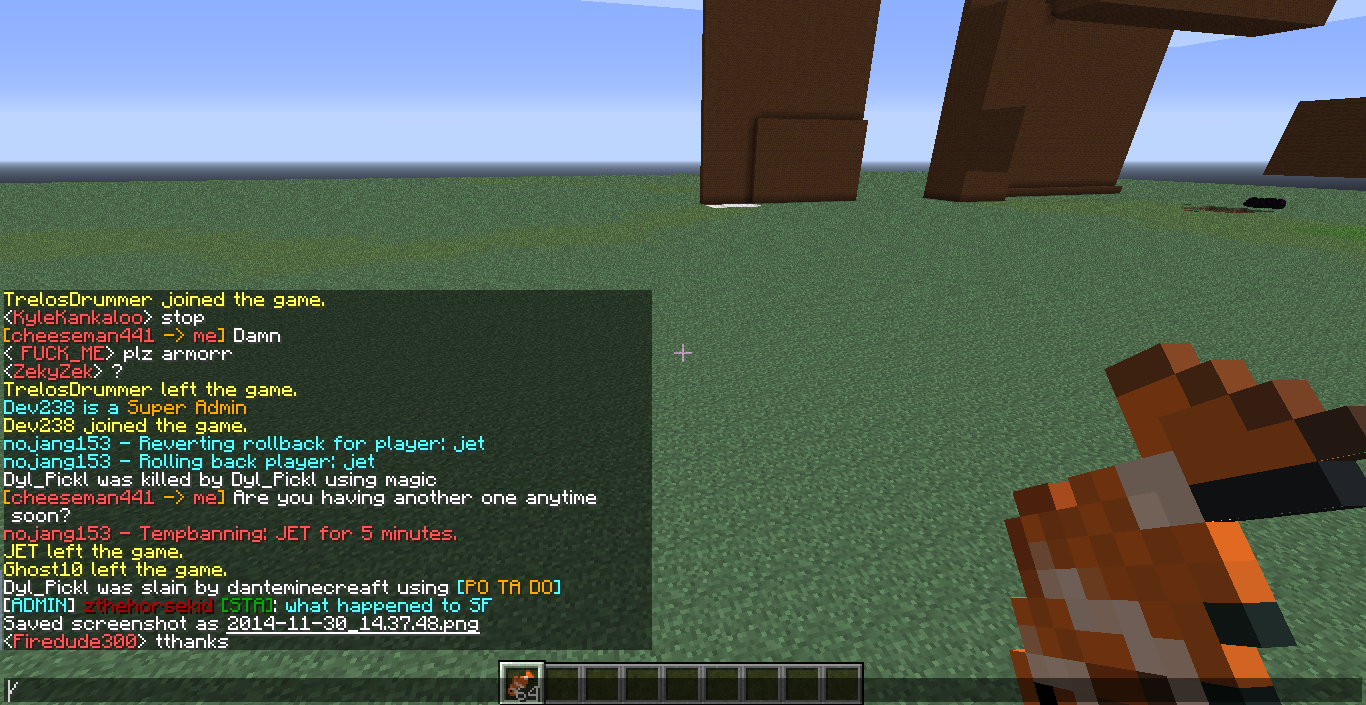 TrelosDrummer joined the game.
<KyleKankaloo> stop
[cheeseman441 -> me] Damn
<_FUCK_ME> plz armorr
<ZekyZek> ?
TrelosDrummer left the game.
Dev238 is a Super Admin
Dev238 joined the game.
nojang153 - Reverting rollback for player: jet
nojang153 - Rolling back player: jet
Dyl_Pickl was killed by Dyl_Pickl using magic
[cheeseman441 -> me] Are you having another one anytime
soon?
nojang153 - Tempbanning: JET for 5 minutes.
JET left the game.
Ghost10 left the game.
Dyl_Pickl was slain by danteminecreaft using [PO TA DO]
[ADMIN] zthehorsekid [STA]: what happened to SF
Saved screenshot as 2014-11-30_14.37.48.png
<Firedude300> tthanks
64
/